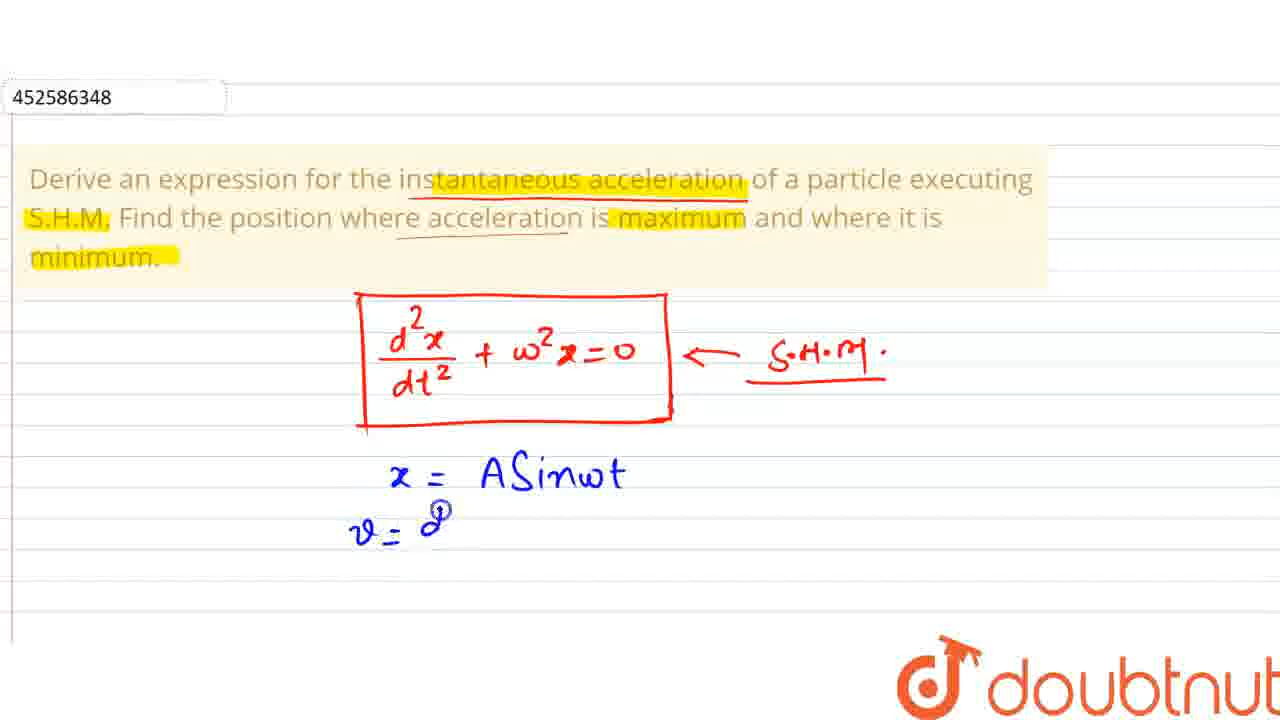 452586348
Derive an expression for the instantaneous acceleration of a particle executing
S.H.M, Find the position where acceleration is maximum and where it is
minimum.
d²x/dt² + ω²x = 0 ← S.H.M.
x = A Sinωt
v = d
doubtnut